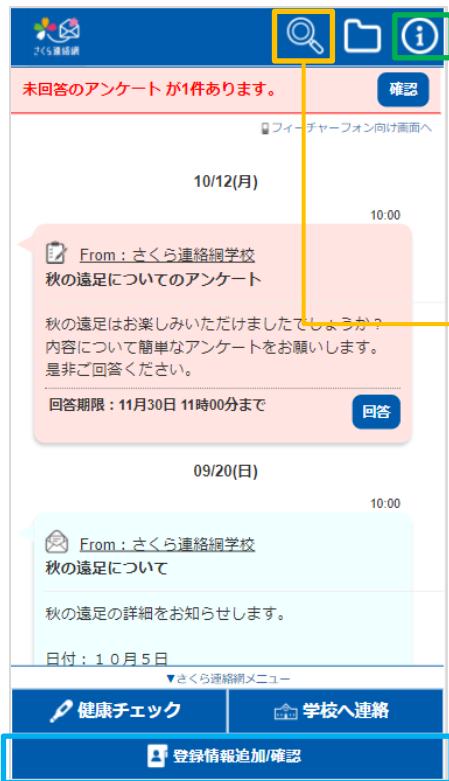 さくら連絡網
未回答のアンケート が1件あります。
確認
フィーチャーフォン向け画面へ
10/12(月)
10:00
From：さくら連絡網学校
秋の遠足についてのアンケート
秋の遠足はお楽しみいただけましたでしょうか？
内容について簡単なアンケートをお願いします。
是非ご回答ください。
回答期限：11月30日 11時00分まで
回答
09/20(日)
10:00
From：さくら連絡網学校
秋の遠足について
秋の遠足の詳細をお知らせします。
日付：１０月５日
▼さくら連絡網メニュー
健康チェック
学校へ連絡
登録情報追加/確認